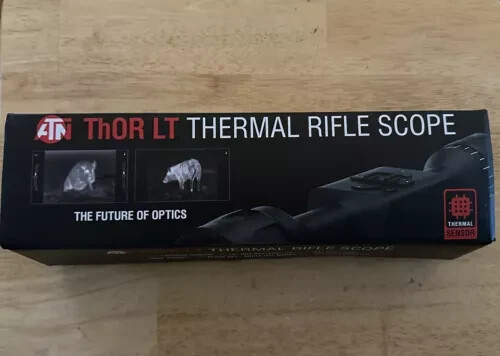 ATN ThOR LT THERMAL RIFLE SCOPE
THE FUTURE OF OPTICS
THERMAL
SENSOR
THERMAL RIFLE SCOPE